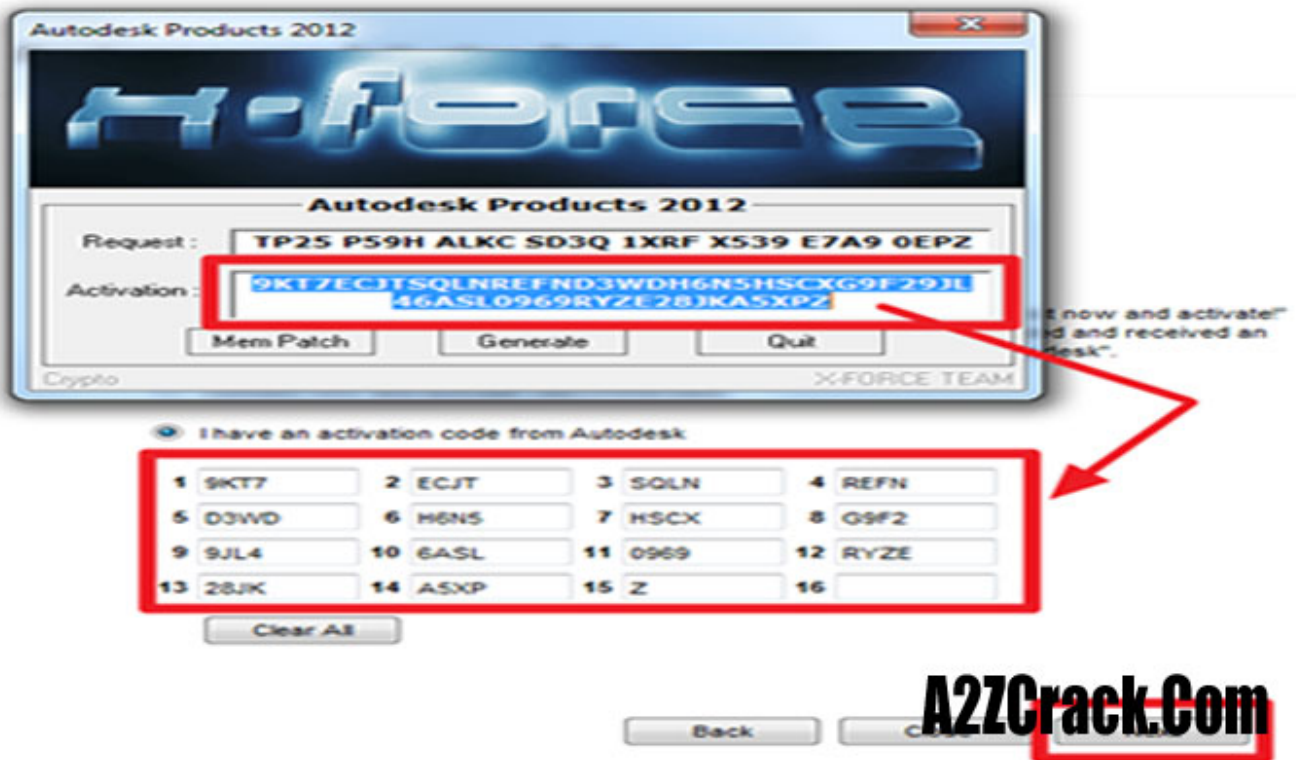 Autodesk Products 2012
X-FORCE
Autodesk Products 2012
Request : TP25 P59H ALKC SD3Q 1XRF X539 E7A9 0EPZ
Activation : 9KT7ECJTSQLNREFND3WDH6N5HSCXG9F29JL
46ASL0969RYZE28JKA5XPZ
Mem Patch Generate Quit
Crypto X-FORCE TEAM
t now and activate!"
ed and received an
desk".
I have an activation code from Autodesk
1 9KT7 2 ECJT 3 SQLN 4 REFN
5 D3WD 6 H6N5 7 HSCX 8 G9F2
9 9JL4 10 6ASL 11 0969 12 RYZE
13 28JK 14 A5XP 15 Z 16
Clear All
A2ZCrack.Com
Back